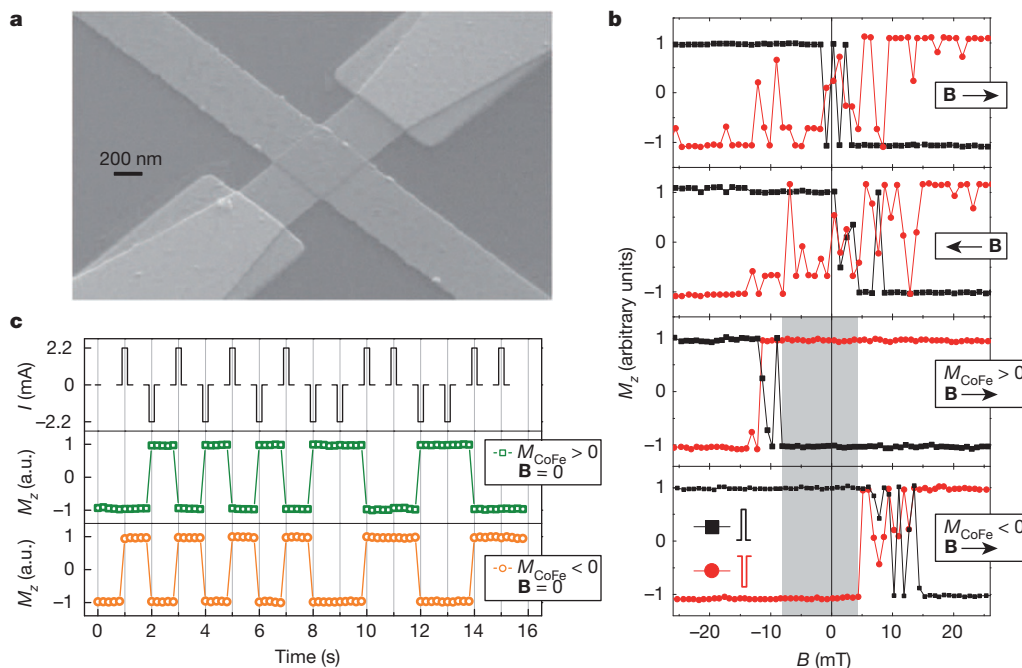 a
200 nm
b
1
0
−1
B →
1
0
−1
← B
1
0
−1
M_CoFe > 0
B →
1
0
−1
M_CoFe < 0
B →
M_z (arbitrary units)
−20 −10 0 10 20
B (mT)
c
2.2
0
−2.2
I (mA)
1
0
−1
M_z (a.u.)
M_CoFe > 0
B = 0
1
0
−1
M_z (a.u.)
M_CoFe < 0
B = 0
0 2 4 6 8 10 12 14 16
Time (s)